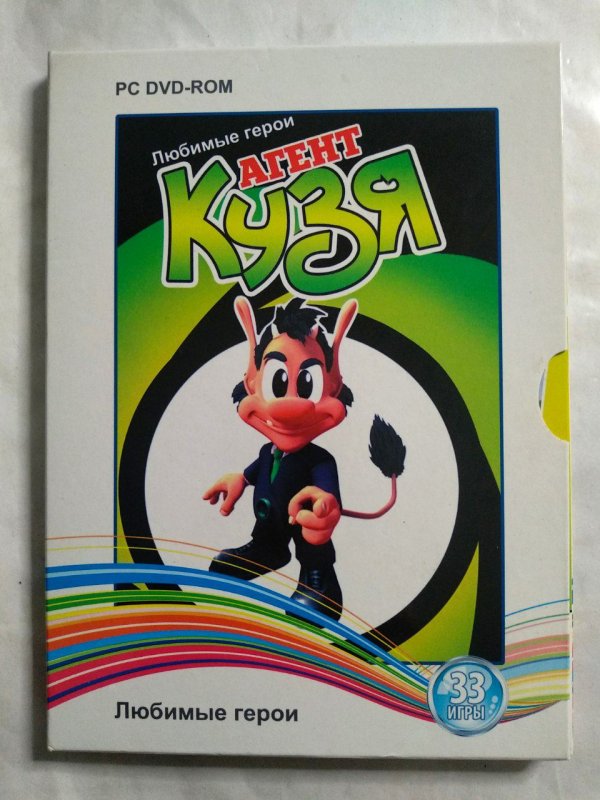 PC DVD-ROM
Любимые герои
АГЕНТ
КУЗЯ
33
ИГРЫ
Любимые герои